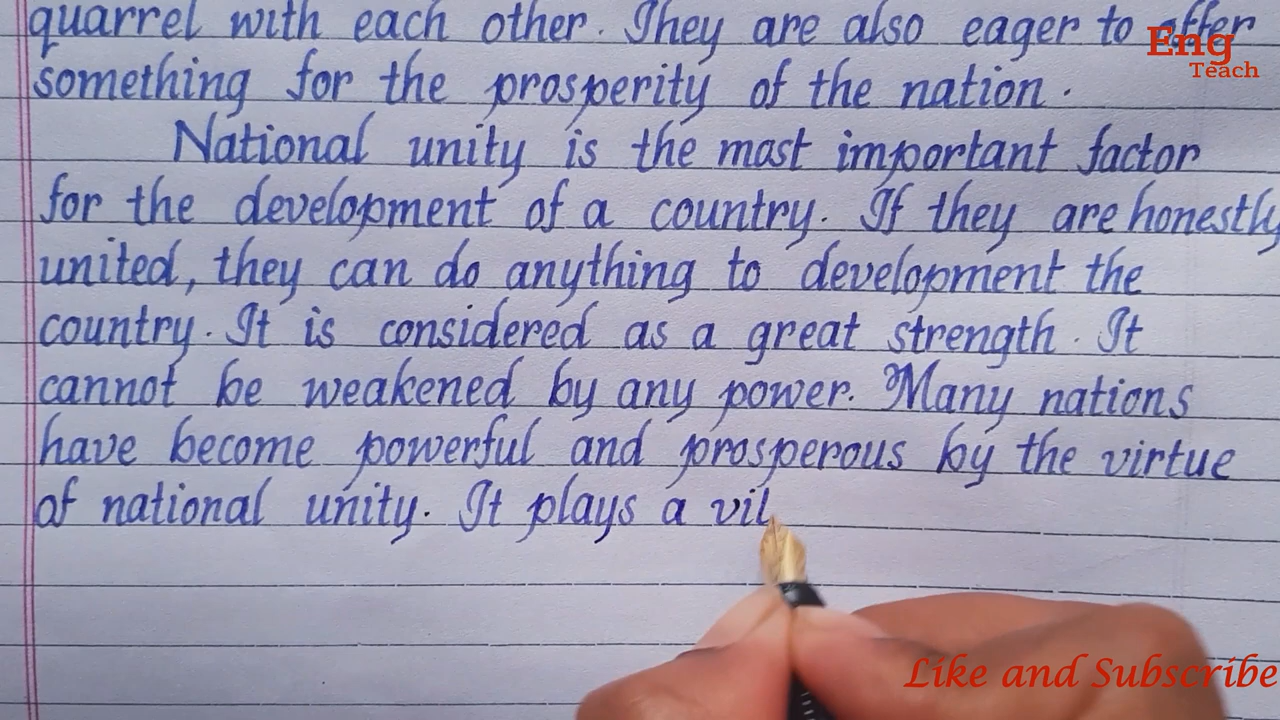 quarrel with each other. They are also eager to offer
Eng
Teach
something for the prosperity of the nation.
National unity is the most important factor
for the development of a country. If they are honestly
united, they can do anything to development the
country. It is considered as a great strength. It
cannot be weakened by any power. Many nations
have become powerful and prosperous by the virtue
of national unity. It plays a vil
Like and Subscribe